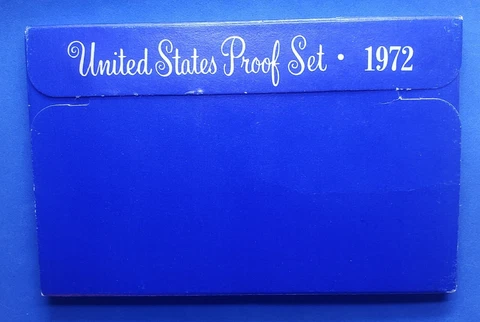 United States Proof Set • 1972